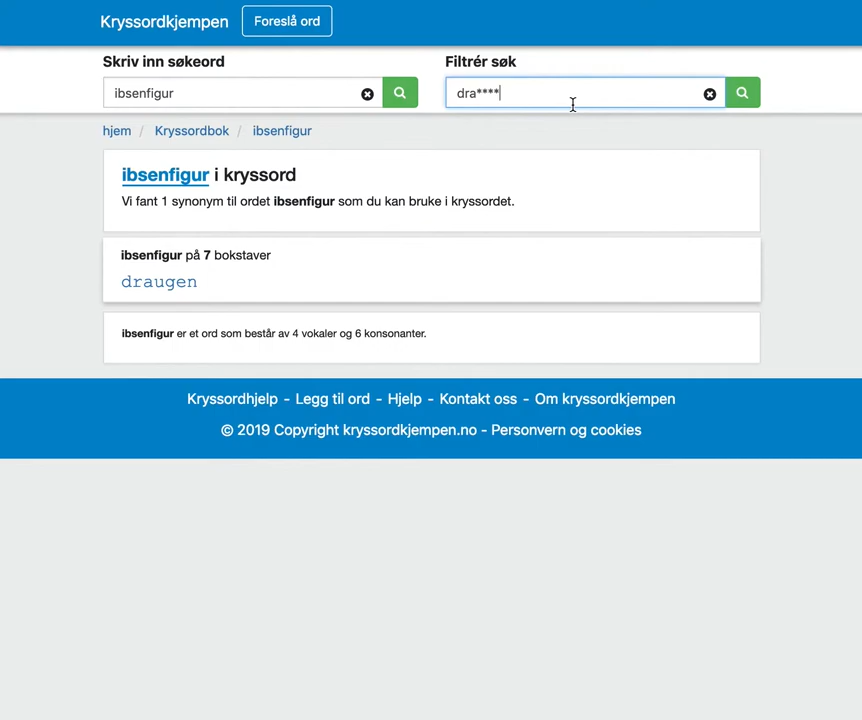 Kryssordkjempen Foreslå ord
Skriv inn søkeord
Filtrér søk
ibsenfigur
dra****
hjem / Kryssordbok / ibsenfigur
ibsenfigur i kryssord
Vi fant 1 synonym til ordet ibsenfigur som du kan bruke i kryssordet.
ibsenfigur på 7 bokstaver
draugen
ibsenfigur er et ord som består av 4 vokaler og 6 konsonanter.
Kryssordhjelp - Legg til ord - Hjelp - Kontakt oss - Om kryssordkjempen
© 2019 Copyright kryssordkjempen.no - Personvern og cookies